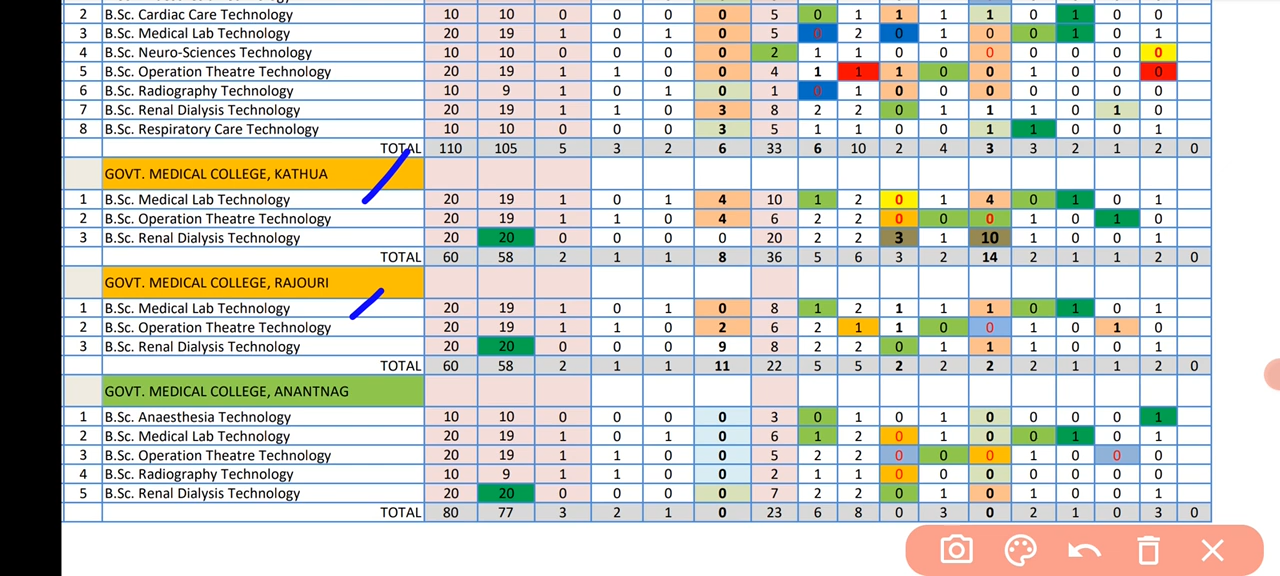 2 B.Sc. Cardiac Care Technology 10 10 0 0 0 0 5 0 1 1 1 1 0 1 0 0
3 B.Sc. Medical Lab Technology 20 19 1 0 1 0 5 0 2 0 1 0 0 1 0 1
4 B.Sc. Neuro-Sciences Technology 10 10 0 0 0 0 2 1 1 0 0 0 0 0 0 0
5 B.Sc. Operation Theatre Technology 20 19 1 1 0 0 4 1 1 1 0 0 1 0 0 0
6 B.Sc. Radiography Technology 10 9 1 0 1 0 1 0 1 0 0 0 0 0 0 0
7 B.Sc. Renal Dialysis Technology 20 19 1 1 0 3 8 2 2 0 1 1 1 0 1 0
8 B.Sc. Respiratory Care Technology 10 10 0 0 0 3 5 1 1 0 0 1 1 0 0 1
TOTAL 110 105 5 3 2 6 33 6 10 2 4 3 3 2 1 2 0
GOVT. MEDICAL COLLEGE, KATHUA
1 B.Sc. Medical Lab Technology 20 19 1 0 1 4 10 1 2 0 1 4 0 1 0 1
2 B.Sc. Operation Theatre Technology 20 19 1 1 0 4 6 2 2 0 0 0 1 0 1 0
3 B.Sc. Renal Dialysis Technology 20 20 0 0 0 0 20 2 2 3 1 10 1 0 0 1
TOTAL 60 58 2 1 1 8 36 5 6 3 2 14 2 1 1 2 0
GOVT. MEDICAL COLLEGE, RAJOURI
1 B.Sc. Medical Lab Technology 20 19 1 0 1 0 8 1 2 1 1 1 0 1 0 1
2 B.Sc. Operation Theatre Technology 20 19 1 1 0 2 6 2 1 1 0 0 1 0 1 0
3 B.Sc. Renal Dialysis Technology 20 20 0 0 0 9 8 2 2 0 1 1 1 0 0 1
TOTAL 60 58 2 1 1 11 22 5 5 2 2 2 2 1 1 2 0
GOVT. MEDICAL COLLEGE, ANANTNAG
1 B.Sc. Anaesthesia Technology 10 10 0 0 0 0 3 0 1 0 1 0 0 0 0 1
2 B.Sc. Medical Lab Technology 20 19 1 0 1 0 6 1 2 0 1 0 0 1 0 1
3 B.Sc. Operation Theatre Technology 20 19 1 1 0 0 5 2 2 0 0 0 1 0 0 0
4 B.Sc. Radiography Technology 10 9 1 1 0 0 2 1 1 0 0 0 0 0 0 0
5 B.Sc. Renal Dialysis Technology 20 20 0 0 0 0 7 2 2 0 1 0 1 0 0 1
TOTAL 80 77 3 2 1 0 23 6 8 0 3 0 2 1 0 3 0